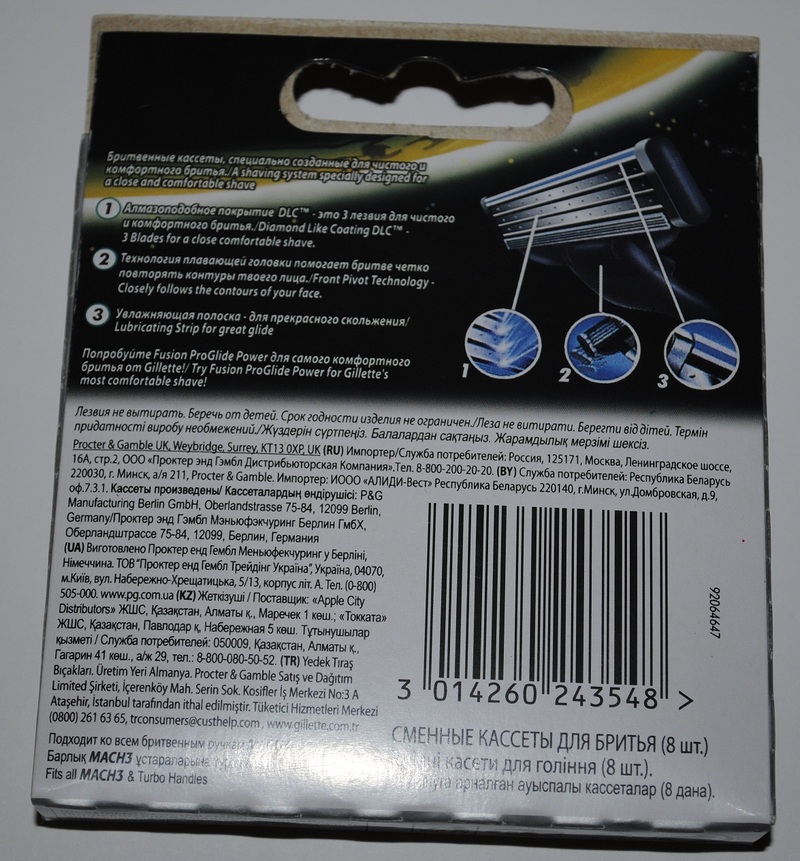 Бритвенные кассеты, специально созданные для чистого и
комфортного бритья./A shaving system specially designed for
a close and comfortable shave
1 Алмазоподобное покрытие DLC™ - это 3 лезвия для чистого
и комфортного бритья./Diamond Like Coating DLC™ -
3 Blades for a close comfortable shave.
2 Технология плавающей головки помогает бритве четко
повторять контуры твоего лица./Front Pivot Technology -
Closely follows the contours of your face.
3 Увлажняющая полоска - для прекрасного скольжения/
Lubricating Strip for great glide
1 2 3
Попробуйте Fusion ProGlide Power для самого комфортного
бритья от Gillette!/ Try Fusion ProGlide Power for Gillette's
most comfortable shave!
Лезвия не вытирать. Беречь от детей. Срок годности изделия не ограничен./Леза не витирати. Берегти від дітей. Термін
придатності виробу необмежений./Жүздерін сүртпеңіз. Балалардан сақтаңыз. Жарамдылық мерзімі шексіз.
Procter & Gamble UK, Weybridge, Surrey, KT13 0XP, UK (RU) Импортер/Служба потребителей: Россия, 125171, Москва, Ленинградское шоссе,
16А, стр.2, ООО «Проктер энд Гэмбл Дистрибьюторская Компания».Тел. 8-800-200-20-20. (BY) Служба потребителей: Республика Беларусь
220030, г. Минск, а/я 211, Procter & Gamble. Импортер: ИООО «АЛИДИ-Вест» Республика Беларусь 220140, г.Минск, ул.Домбровская, д.9,
оф.7.3.1. Кассеты произведены/ Кассеталардың өндірушісі: P&G
Manufacturing Berlin GmbH, Oberlandstrasse 75-84, 12099 Berlin,
Germany/Проктер энд Гэмбл Мэньюфэкчуринг Берлин ГмбХ,
Оберландштрассе 75-84, 12099, Берлин, Германия
(UA) Виготовлено Проктер енд Гембл Меньюфекчуринг у Берліні,
Німеччина. ТОВ "Проктер енд Гембл Трейдінг Україна", Україна, 04070,
м.Київ, вул. Набережно-Хрещатицька, 5/13, корпус літ. А. Тел. (0-800)
505-000. www.pg.com.ua (KZ) Жеткізуші / Поставщик: «Apple City
Distributors» ЖШС, Қазақстан, Алматы қ., Маречек 1 көш.; «Токката»
ЖШС, Қазақстан, Павлодар қ, Набережная 5 көш. Тұтынушылар
қызметі / Служба потребителей: 050009, Қазақстан, Алматы қ.,
Гагарин 41 көш., а/ж 29, тел.: 8-800-080-50-52. (TR) Yedek Tıraş
Bıçakları. Üretim Yeri Almanya. Procter & Gamble Satış ve Dağıtım
Limited Şirketi, İçerenköy Mah. Serin Sok. Kosifler İş Merkezi No:3 A
Ataşehir, İstanbul tarafından ithal edilmiştir. Tüketici Hizmetleri Merkezi
(0800) 261 63 65, trconsumers@custhelp.com , www.gillette.com.tr
Подходит ко всем бритвенным
Барлық MACH3 ұстараларына
Fits all MACH3 & Turbo Handles
92064647
3 014260 243548 >
СМЕННЫЕ КАССЕТЫ ДЛЯ БРИТЬЯ (8 шт.)
касети для гоління (8 шт.).
арналған ауыспалы кассеталар (8 дана).